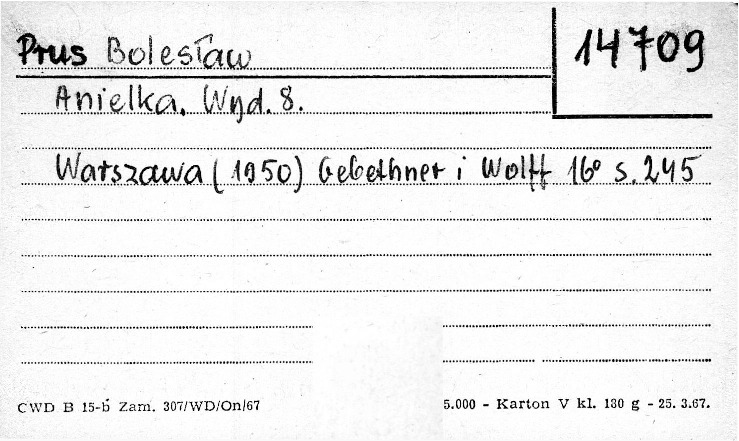 Prus Bolesław
14709
Anielka. Wyd. 8.
Warszawa (1950) Gebethner i Wolff 16° s. 245
CWD B 15-b Zam. 307/WD/On/67
5.000 - Karton V kl. 180 g - 25. 3.67.